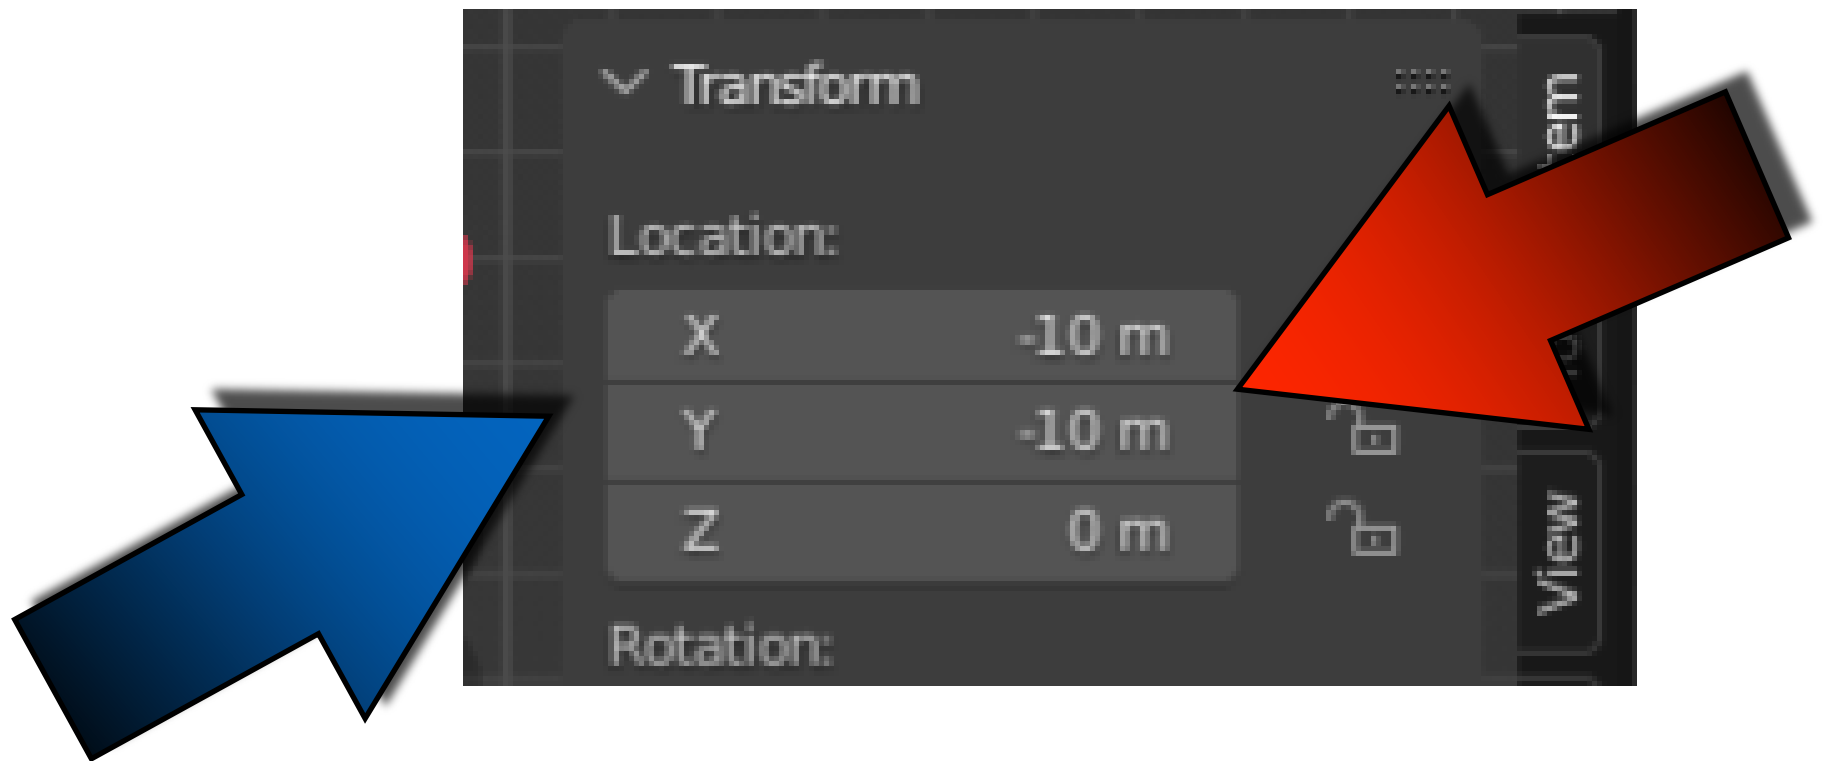 Transform
Location:
X -10 m
Y -10 m
Z 0 m
Rotation:
View